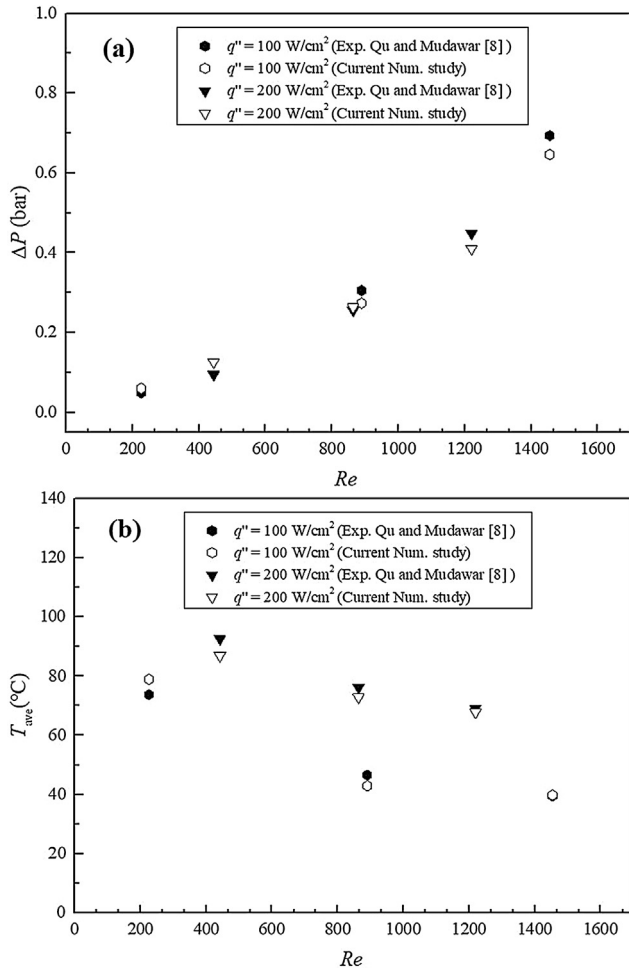 (a)
q" = 100 W/cm² (Exp. Qu and Mudawar [8] )
q" = 100 W/cm² (Current Num. study)
q" = 200 W/cm² (Exp. Qu and Mudawar [8] )
q" = 200 W/cm² (Current Num. study)
1.0
0.8
0.6
0.4
0.2
0.0
ΔP (bar)
0 200 400 600 800 1000 1200 1400 1600
Re
(b)
q" = 100 W/cm² (Exp. Qu and Mudawar [8] )
q" = 100 W/cm² (Current Num. study)
q" = 200 W/cm² (Exp. Qu and Mudawar [8] )
q" = 200 W/cm² (Current Num. study)
140
120
100
80
60
40
20
0
Tave(°C)
0 200 400 600 800 1000 1200 1400 1600
Re